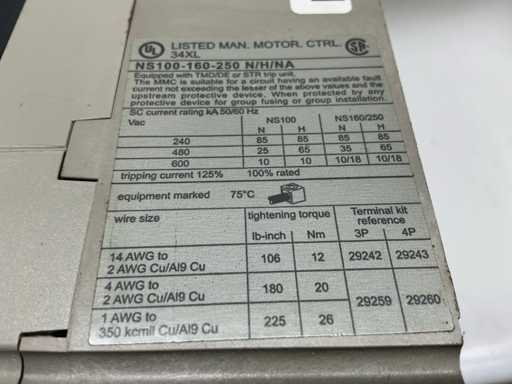 UL LISTED MAN. MOTOR. CTRL. SA
34XL
NS100-160-250 N/H/NA
Equipped with TMD/DE or STR trip unit.
The MMC is suitable for a circuit having an available fault
current not exceeding the lesser of the above values and the
upstream protective device. When protected by any
protective device for group fusing or group installation.
SC current rating kA 50/60 Hz
Vac NS100 NS160/250
N H N H
240 85 85 85 85
480 25 65 35 65
600 10 10 10/18 10/18
tripping current 125% 100% rated
equipment marked 75°C
wire size tightening torque Terminal kit
reference
lb-inch Nm 3P 4P
14 AWG to
2 AWG Cu/Al9 Cu 106 12 29242 29243
4 AWG to
2 AWG Cu/Al9 Cu 180 20 29259 29260
1 AWG to
350 kcmil Cu/Al9 Cu 225 26